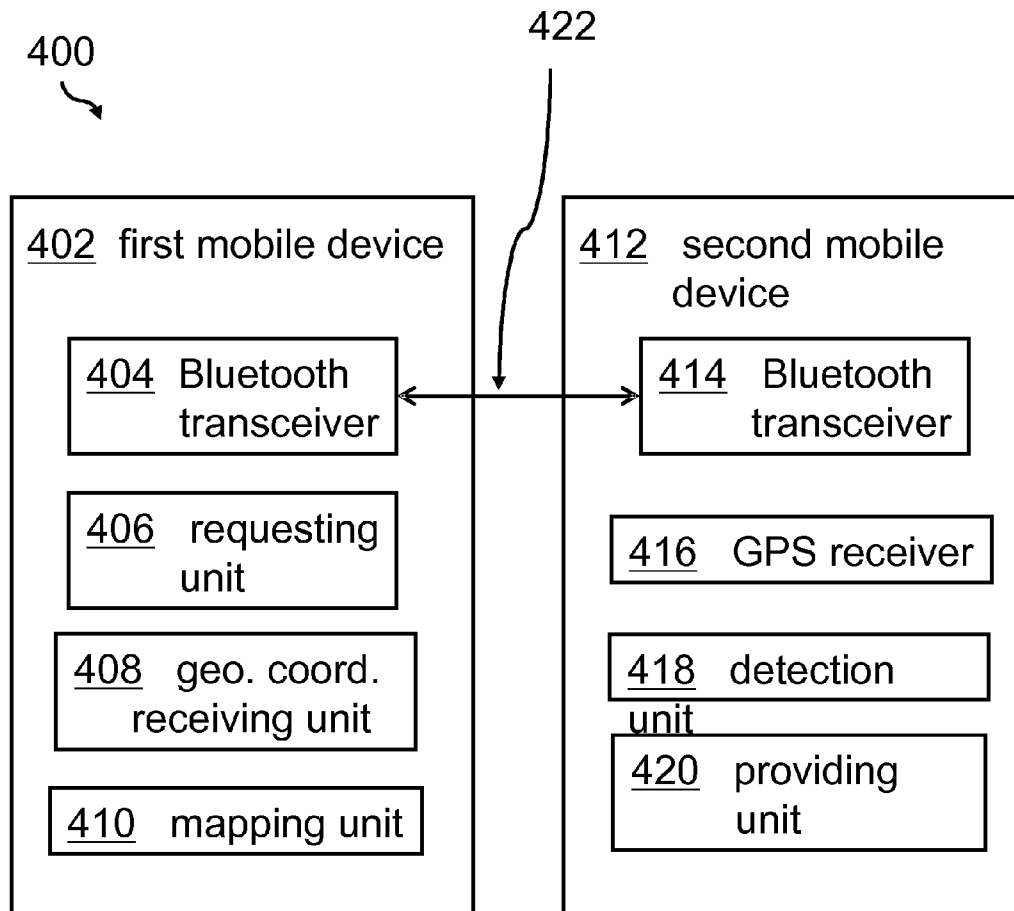 422
400
402 first mobile device
404 Bluetooth
transceiver
406 requesting
unit
408 geo. coord.
receiving unit
410 mapping unit
412 second mobile
device
414 Bluetooth
transceiver
416 GPS receiver
418 detection
unit
420 providing
unit